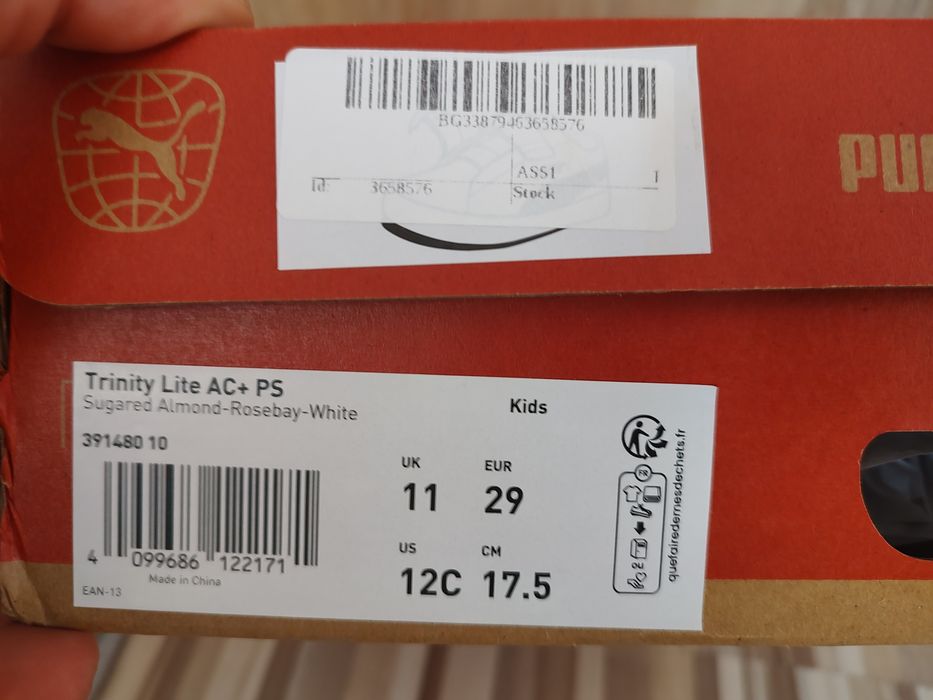 BG33879463658576
Id: 3658576
ASS1
Stock
Trinity Lite AC+ PS
Sugared Almond-Rosebay-White
Kids
391480 10
UK EUR
11 29
US CM
12C 17.5
4 099686 122171
Made in China
EAN-13
FR
quefairedemesdechets.fr